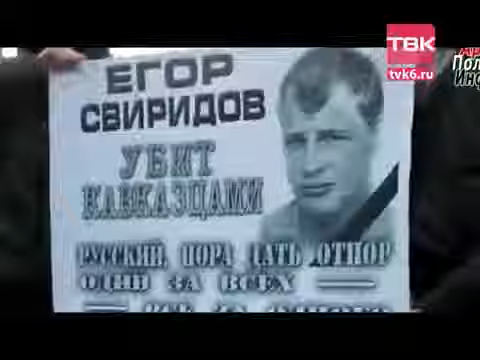 ТВК
tvk6.ru
ЕГОР
СВИРИДОВ
УБИТ
КАВКАЗЦАМИ
РУССКИЙ, ПОРА ДАТЬ ОТПОР
ОДИН ЗА ВСЕХ —